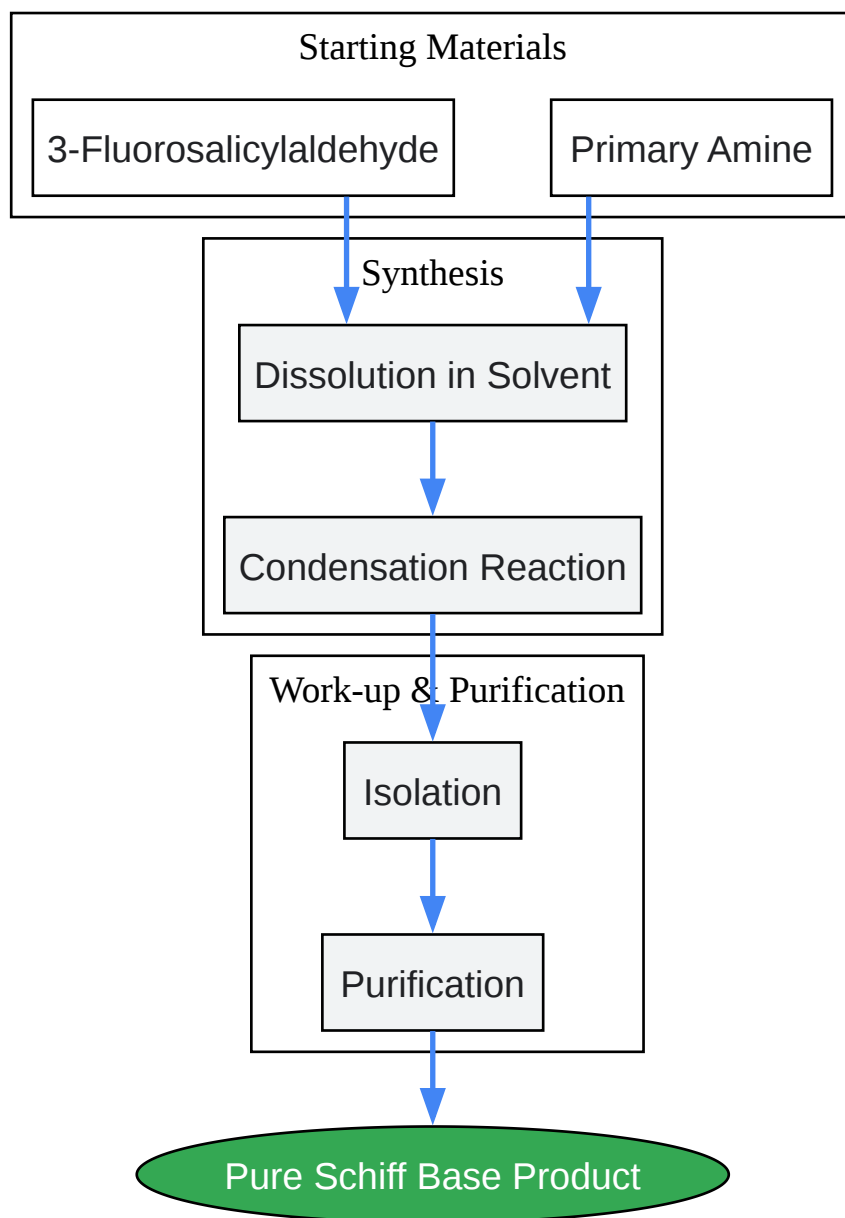 Starting Materials
3-Fluorosalicylaldehyde
Primary Amine
Synthesis
Dissolution in Solvent
Condensation Reaction
Work-up & Purification
Isolation
Purification
Pure Schiff Base Product